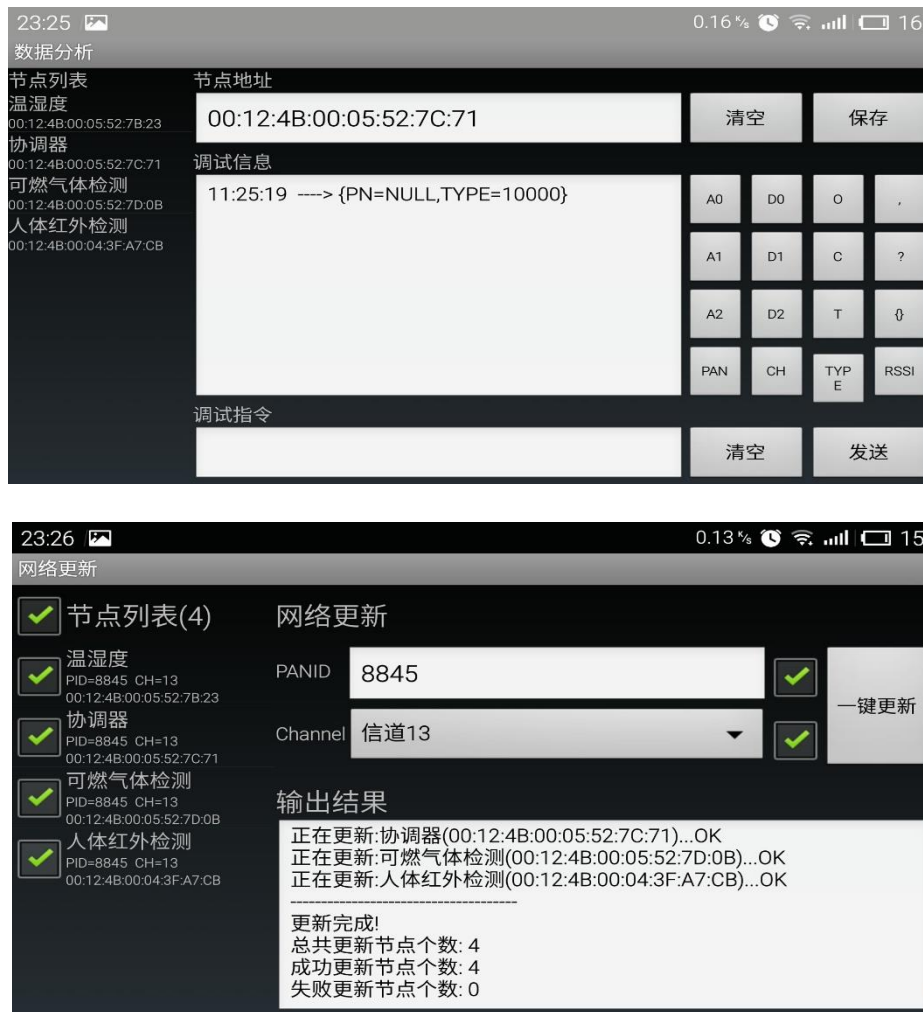 23:25 0.16 K/s 16
数据分析
节点列表 节点地址
温湿度
00:12:4B:00:05:52:7B:23
00:12:4B:00:05:52:7C:71 清空 保存
协调器
00:12:4B:00:05:52:7C:71
调试信息
可燃气体检测
00:12:4B:00:05:52:7D:0B
11:25:19 ----> {PN=NULL,TYPE=10000}
人体红外检测
00:12:4B:00:04:3F:A7:CB
A0 D0 O ,
A1 D1 C ?
A2 D2 T {}
PAN CH TYPE RSSI
调试指令
清空 发送
23:26 0.13 K/s 15
网络更新
节点列表(4) 网络更新
温湿度
PID=8845 CH=13
00:12:4B:00:05:52:7B:23
PANID 8845
一键更新
协调器
PID=8845 CH=13
00:12:4B:00:05:52:7C:71
Channel 信道13
可燃气体检测
PID=8845 CH=13
00:12:4B:00:05:52:7D:0B
输出结果
人体红外检测
PID=8845 CH=13
00:12:4B:00:04:3F:A7:CB
正在更新:协调器(00:12:4B:00:05:52:7C:71)...OK
正在更新:可燃气体检测(00:12:4B:00:05:52:7D:0B)...OK
正在更新:人体红外检测(00:12:4B:00:04:3F:A7:CB)...OK
-------------------------------------
更新完成!
总共更新节点个数: 4
成功更新节点个数: 4
失败更新节点个数: 0